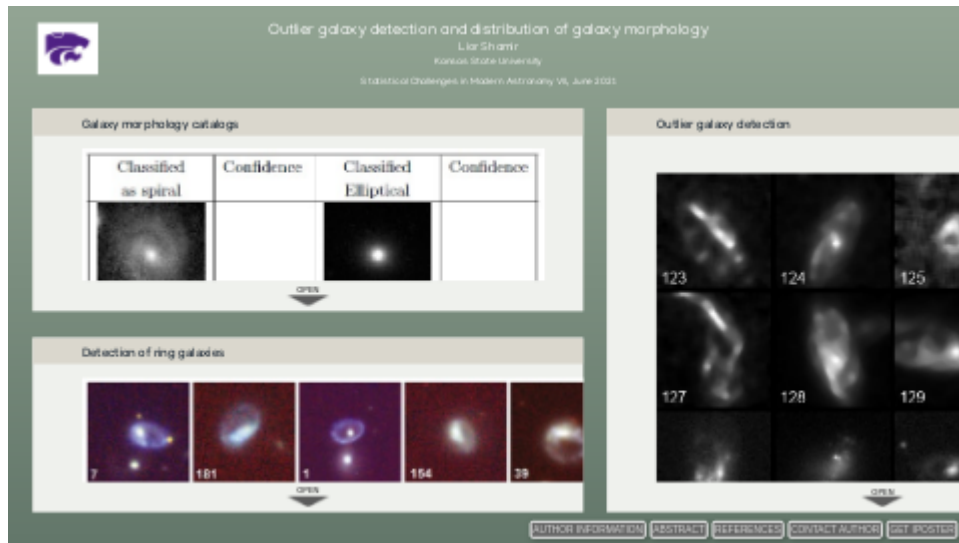 Outlier galaxy detection and distribution of galaxy morphology
Lior Shamir
Kansas State University
Statistical Challenges in Modern Astronomy VII, June 2021
Galaxy morphology catalogs
Classified as spiral
Confidence
Classified Elliptical
Confidence
OPEN
Detection of ring galaxies
7
181
1
154
39
OPEN
Outlier galaxy detection
123
124
125
127
128
129
OPEN
AUTHOR INFORMATION
ABSTRACT
REFERENCES
CONTACT AUTHOR
GET IPOSTER